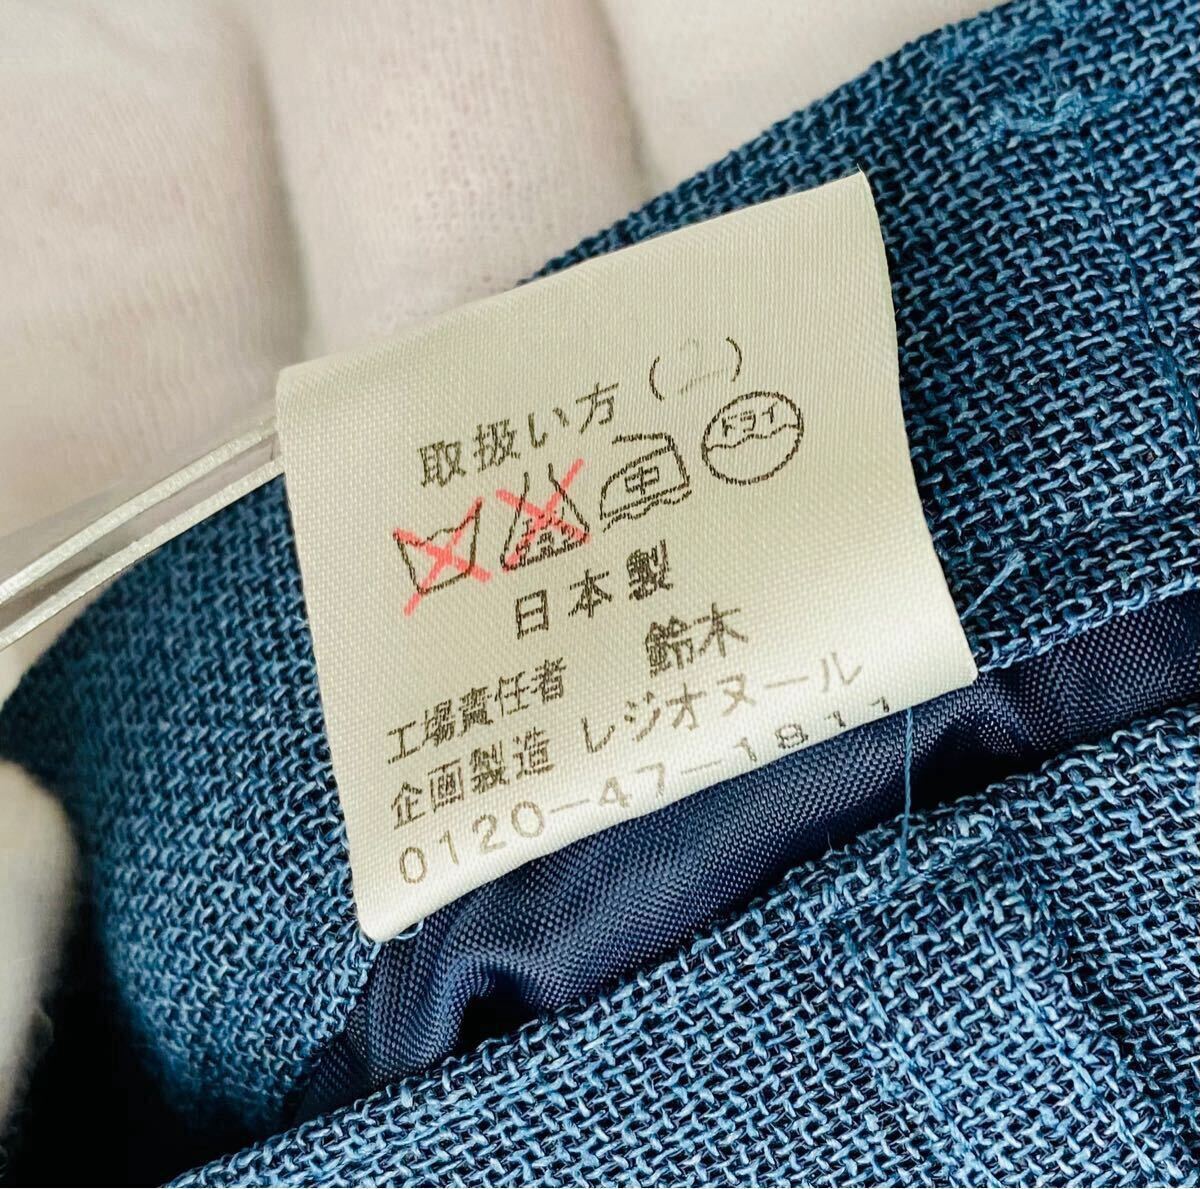 取扱い方(2)
中 ドライ
日本製
工場責任者 鈴木
企画製造 レジオヌール
0120-47-1811